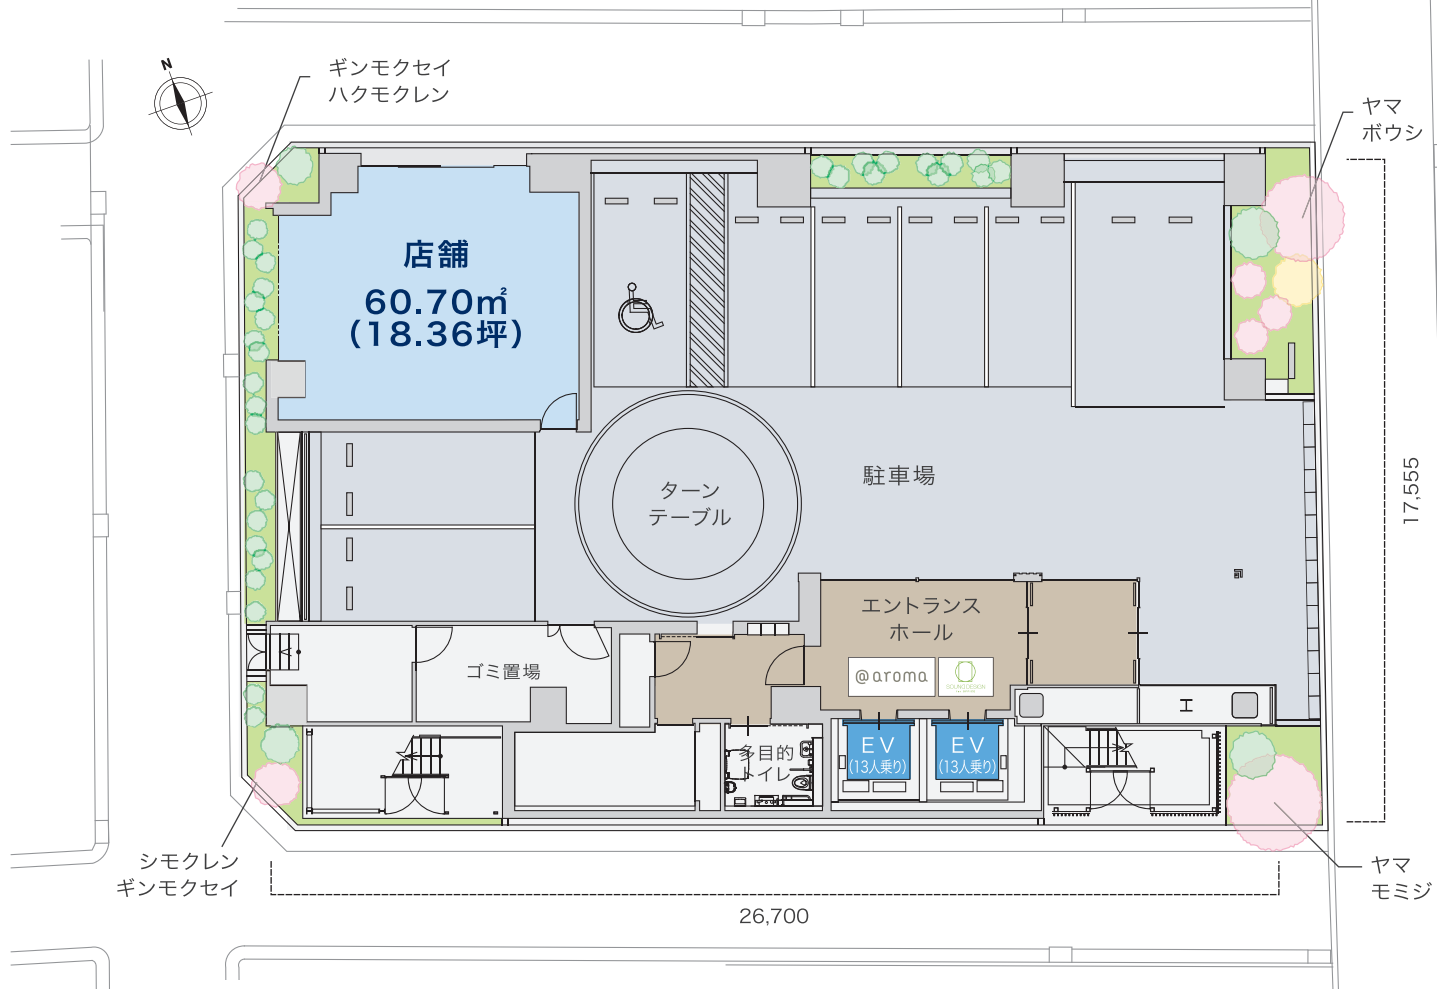 N
ギンモクセイ
ハクモクレン
ヤマ
ボウシ
店舗
60.70㎡
(18.36坪)
駐車場
ターン
テーブル
17,555
エントランス
ホール
ゴミ置場
@aroma
SOUND DESIGN
多目的
トイレ
EV
(13人乗り)
EV
(13人乗り)
シモクレン
ギンモクセイ
ヤマ
モミジ
26,700